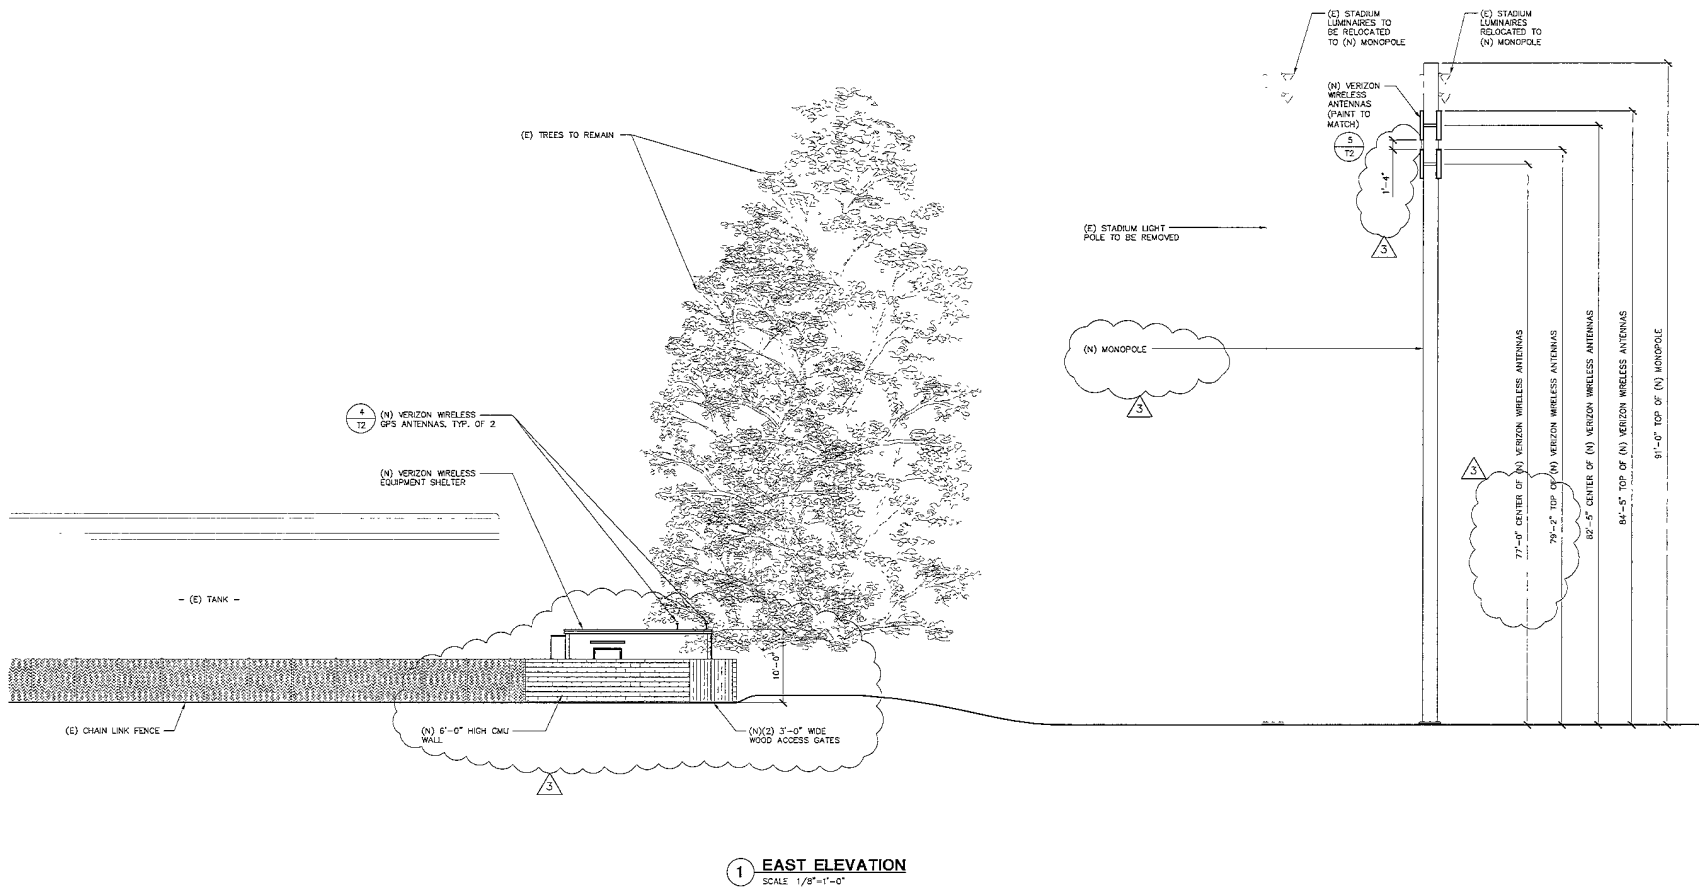 (E) STADIUM
LUMINAIRES TO
BE RELOCATED
TO (N) MONOPOLE
(E) STADIUM
LUMINAIRES
RELOCATED TO
(N) MONOPOLE
(N) VERIZON
WIRELESS
ANTENNAS
(PAINT TO
MATCH)
5
T2
1'-4"
3
(E) TREES TO REMAIN
(E) STADIUM LIGHT
POLE TO BE REMOVED
(N) MONOPOLE
3
4
T2
(N) VERIZON WIRELESS
GPS ANTENNAS, TYP. OF 2
(N) VERIZON WIRELESS
EQUIPMENT SHELTER
3
77'-0" CENTER OF (N) VERIZON WIRELESS ANTENNAS
79'-2" TOP OF (N) VERIZON WIRELESS ANTENNAS
82'-5" CENTER OF (N) VERIZON WIRELESS ANTENNAS
84'-5" TOP OF (N) VERIZON WIRELESS ANTENNAS
91'-0" TOP OF (N) MONOPOLE
- (E) TANK -
10'-0"
(E) CHAIN LINK FENCE
(N) 6'-0" HIGH CMU
WALL
(N)(2) 3'-0" WIDE
WOOD ACCESS GATES
3
1
EAST ELEVATION
SCALE 1/8"=1'-0"